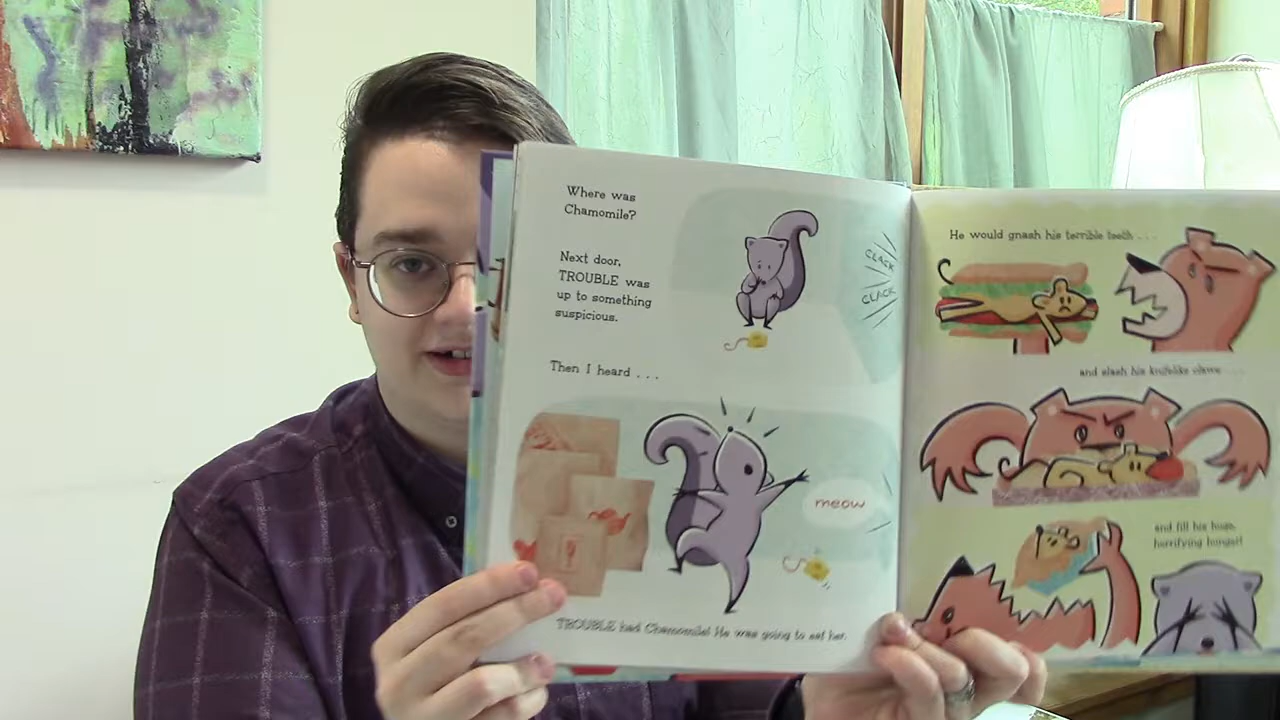 Where was
Chamomile?
Next door,
TROUBLE was
up to something
suspicious.
Then I heard . . .
CLACK
CLACK
meow
TROUBLE had Chamomile! He was going to eat her.
He would gnash his terrible teeth . . .
and slash his knifelike claws . . .
and fill his huge,
horrifying hunger!